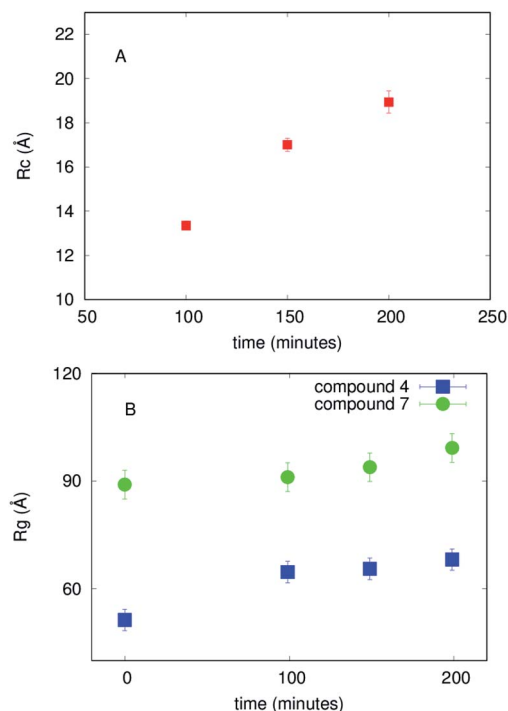 22
A
20
18
Rc (Å)
16
14
12
10
50 100 150 200 250
time (minutes)
120
compound 4
B
compound 7
90
Rg (Å)
60
0 100 200
time (minutes)